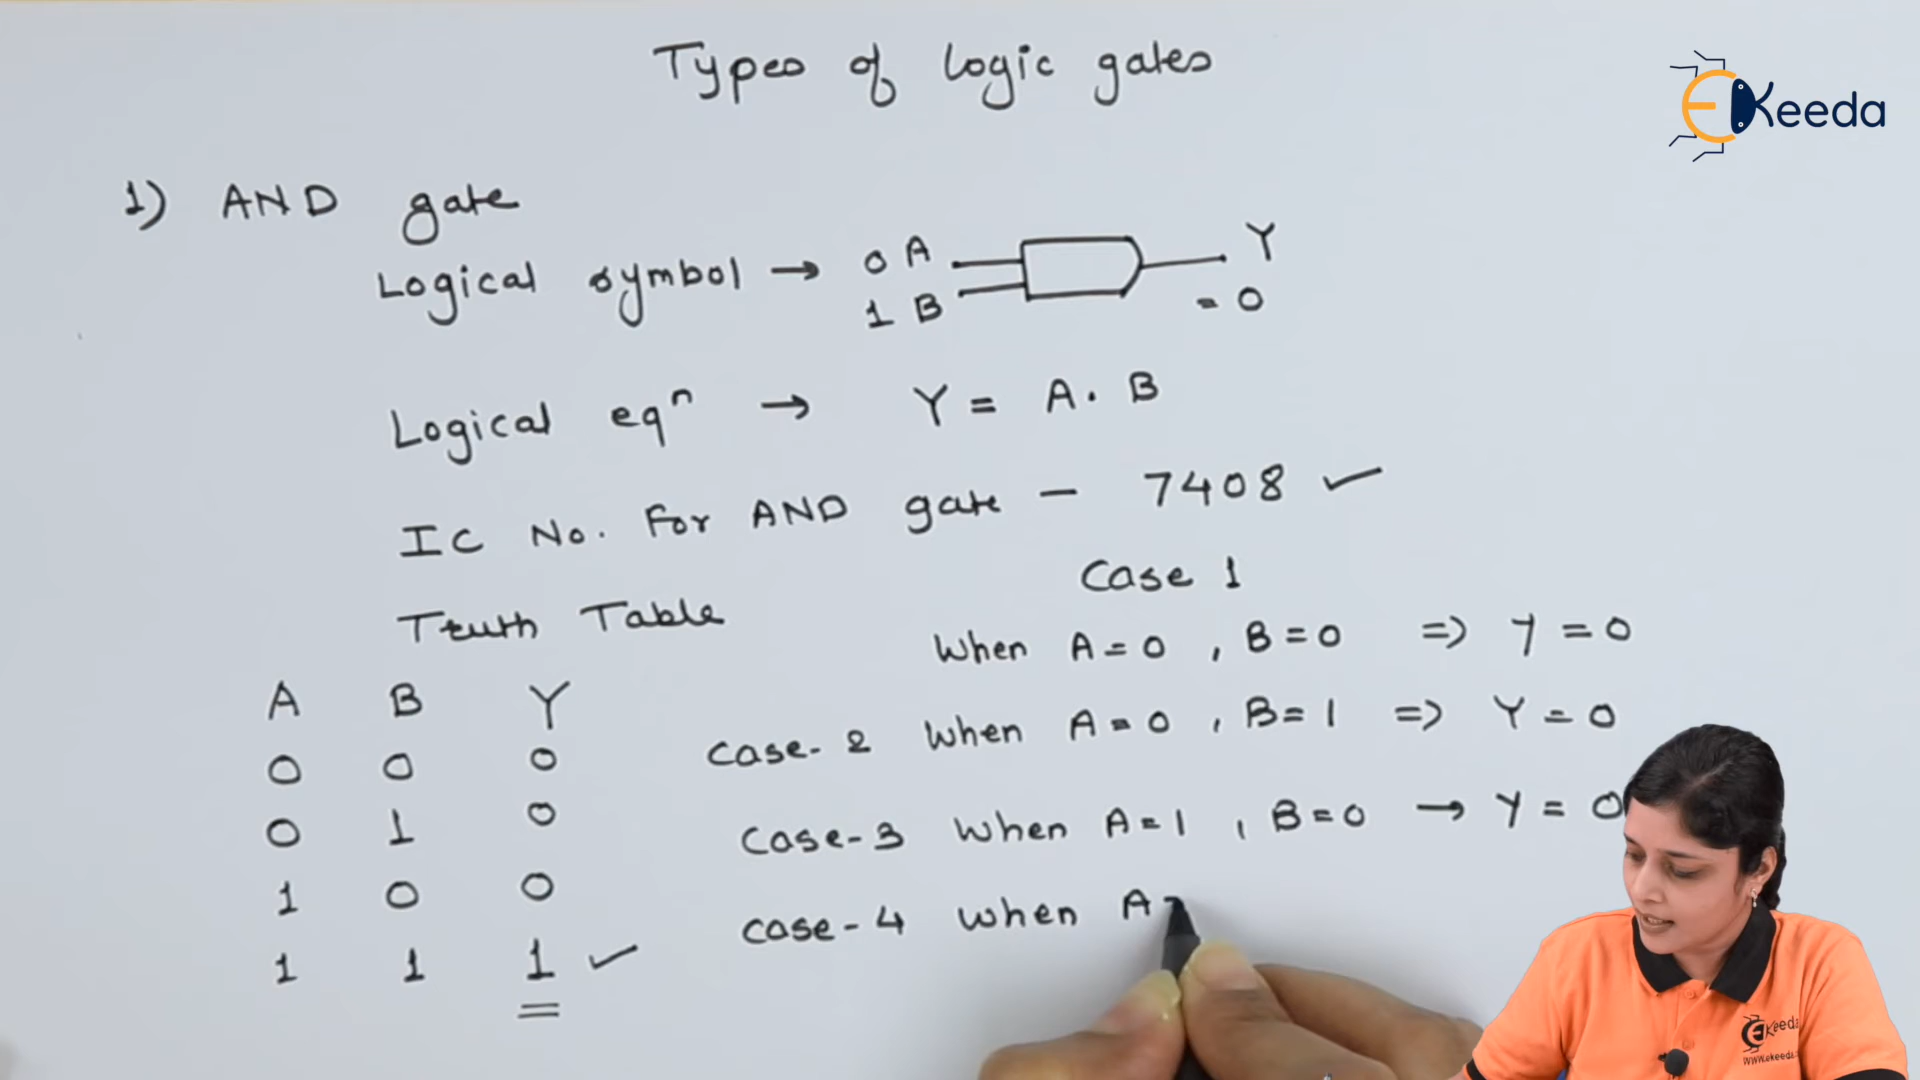 Types of logic gates
EKeeda
1) AND gate
Logical symbol → 0 A Y
1 B = 0
Logical eqⁿ → Y = A . B
IC No. For AND gate - 7408 ✓
Case 1
Truth Table
When A = 0 , B = 0 => Y = 0
A B Y
Case- 2 When A = 0 , B = 1 => Y = 0
0 0 0
0 1 0
Case-3 When A = 1 , B = 0 → Y = 0
1 0 0
Case-4 When A =
1 1 1 ✓
EKeeda